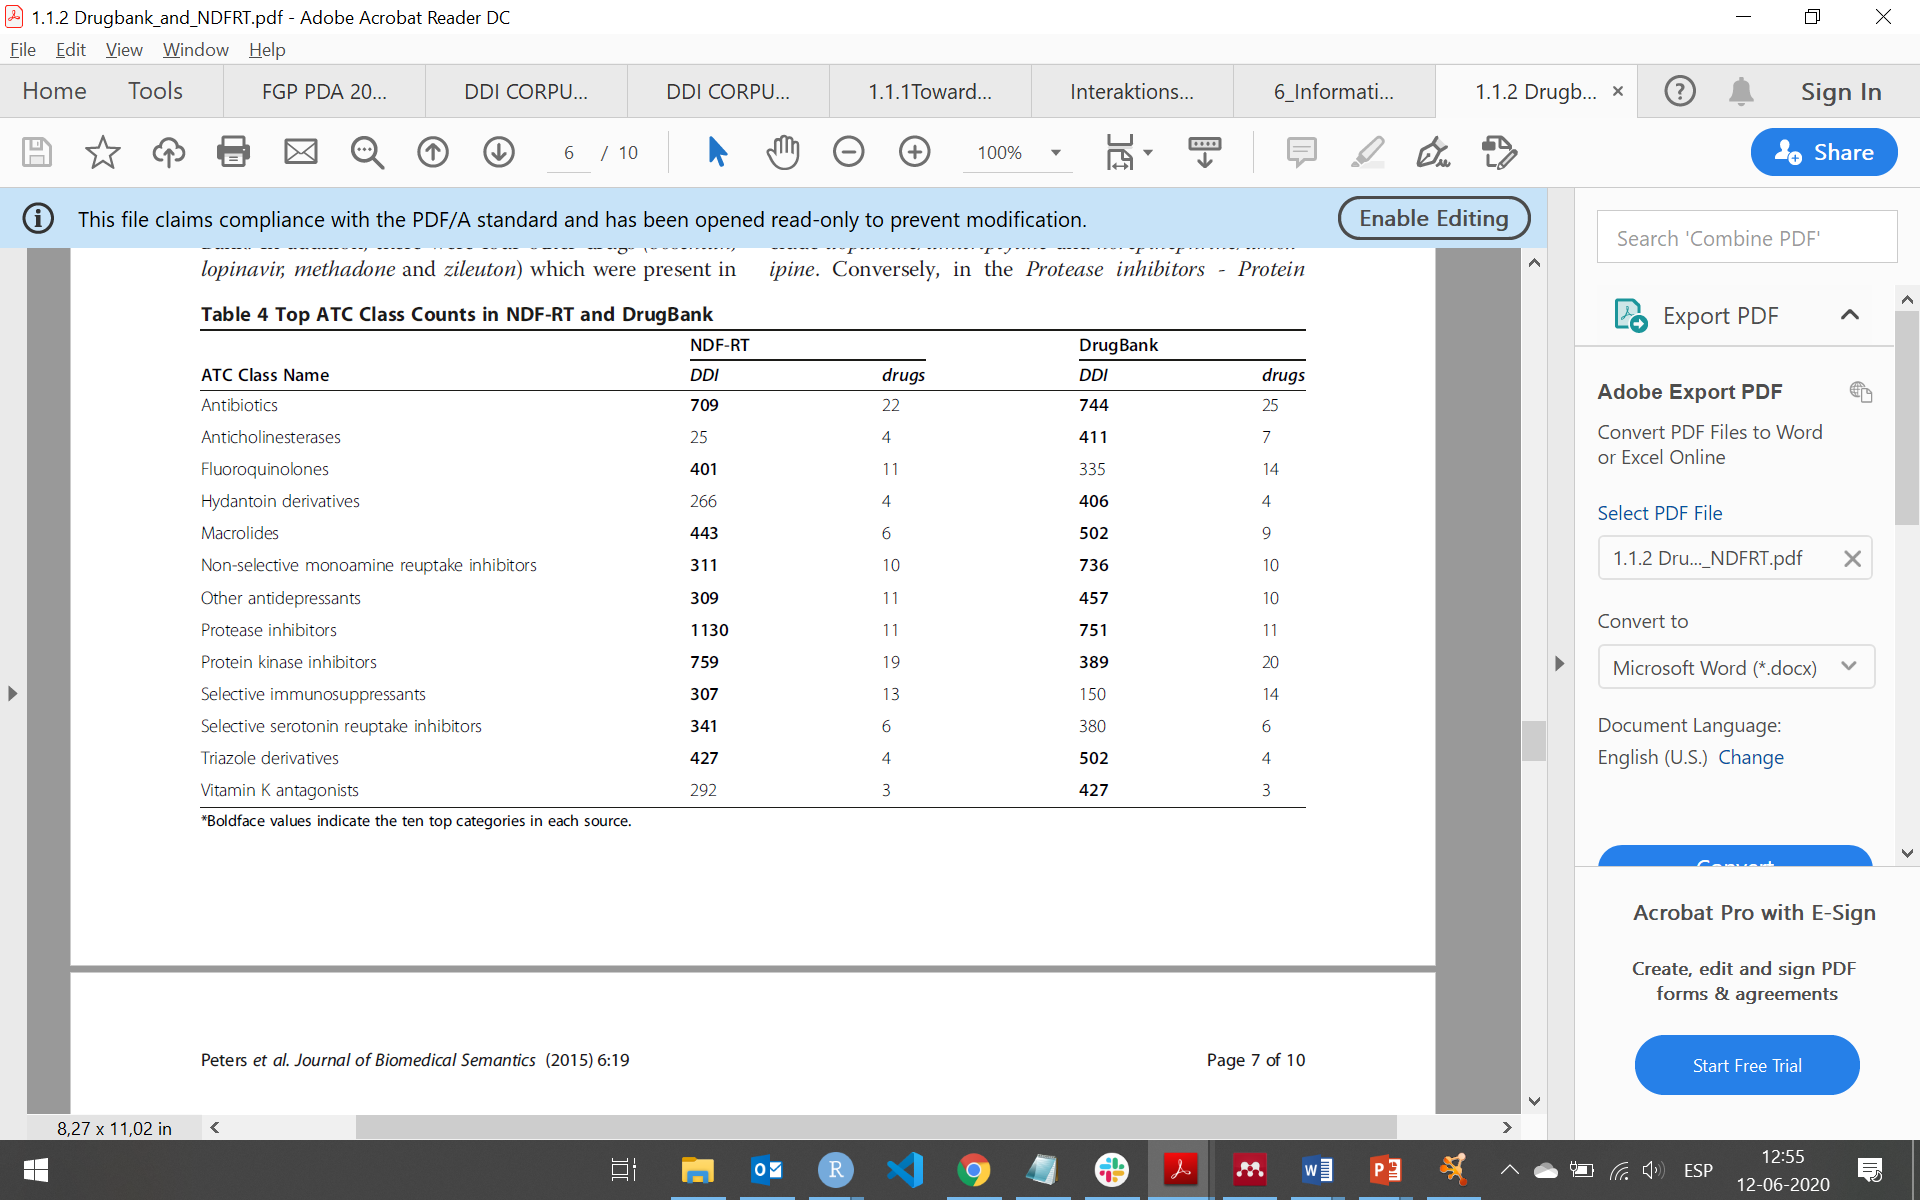 1.1.2 Drugbank_and_NDFRT.pdf - Adobe Acrobat Reader DC
File Edit View Window Help
Home Tools FGP PDA 20... DDI CORPU... DDI CORPU... 1.1.1Toward... Interaktions... 6_Informati... 1.1.2 Drugb... × Sign In
6 / 10 100% Share
This file claims compliance with the PDF/A standard and has been opened read-only to prevent modification. Enable Editing
lopinavir, methadone and zileuton) which were present in
ipine. Conversely, in the Protease inhibitors - Protein
Table 4 Top ATC Class Counts in NDF-RT and DrugBank
NDF-RT DrugBank
ATC Class Name DDI drugs DDI drugs
Antibiotics 709 22 744 25
Anticholinesterases 25 4 411 7
Fluoroquinolones 401 11 335 14
Hydantoin derivatives 266 4 406 4
Macrolides 443 6 502 9
Non-selective monoamine reuptake inhibitors 311 10 736 10
Other antidepressants 309 11 457 10
Protease inhibitors 1130 11 751 11
Protein kinase inhibitors 759 19 389 20
Selective immunosuppressants 307 13 150 14
Selective serotonin reuptake inhibitors 341 6 380 6
Triazole derivatives 427 4 502 4
Vitamin K antagonists 292 3 427 3
*Boldface values indicate the ten top categories in each source.
Peters et al. Journal of Biomedical Semantics (2015) 6:19 Page 7 of 10
8,27 x 11,02 in
Search 'Combine PDF'
Export PDF
Adobe Export PDF
Convert PDF Files to Word
or Excel Online
Select PDF File
1.1.2 Dru..._NDFRT.pdf
Convert to
Microsoft Word (*.docx)
Document Language:
English (U.S.) Change
Convert
Acrobat Pro with E-Sign
Create, edit and sign PDF
forms & agreements
Start Free Trial
ESP
12:55
12-06-2020